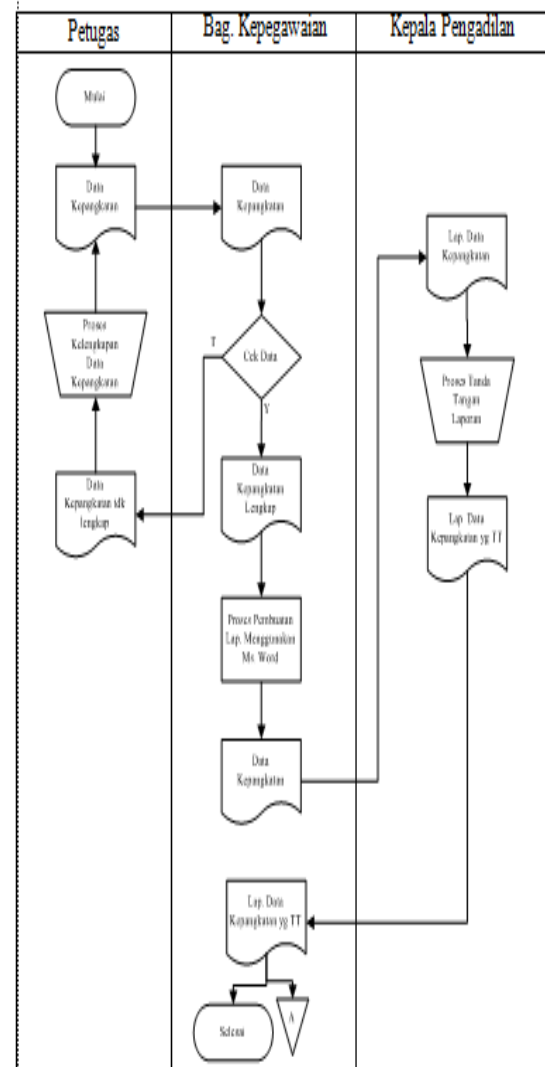 Petugas
Bag. Kepegawaian
Kepala Pengadilan
Mulai
Data
Kepangkatan
Proses
Kelengkapan
Data
Kepangkatan
Data
Kepangkatan tdk
lengkap
Data
Kepangkatan
Cek Data
T
Y
Data
Kepangkatan
Lengkap
Proses Pembuatan
Lap. Menggunakan
Ms. Word
Data
Kepangkatan
Lap. Data
Kepangkatan yg TT
Selesai
A
Lap. Data
Kepangkatan
Proses Tanda
Tangan
Laporan
Lap. Data
Kepangkatan yg TT